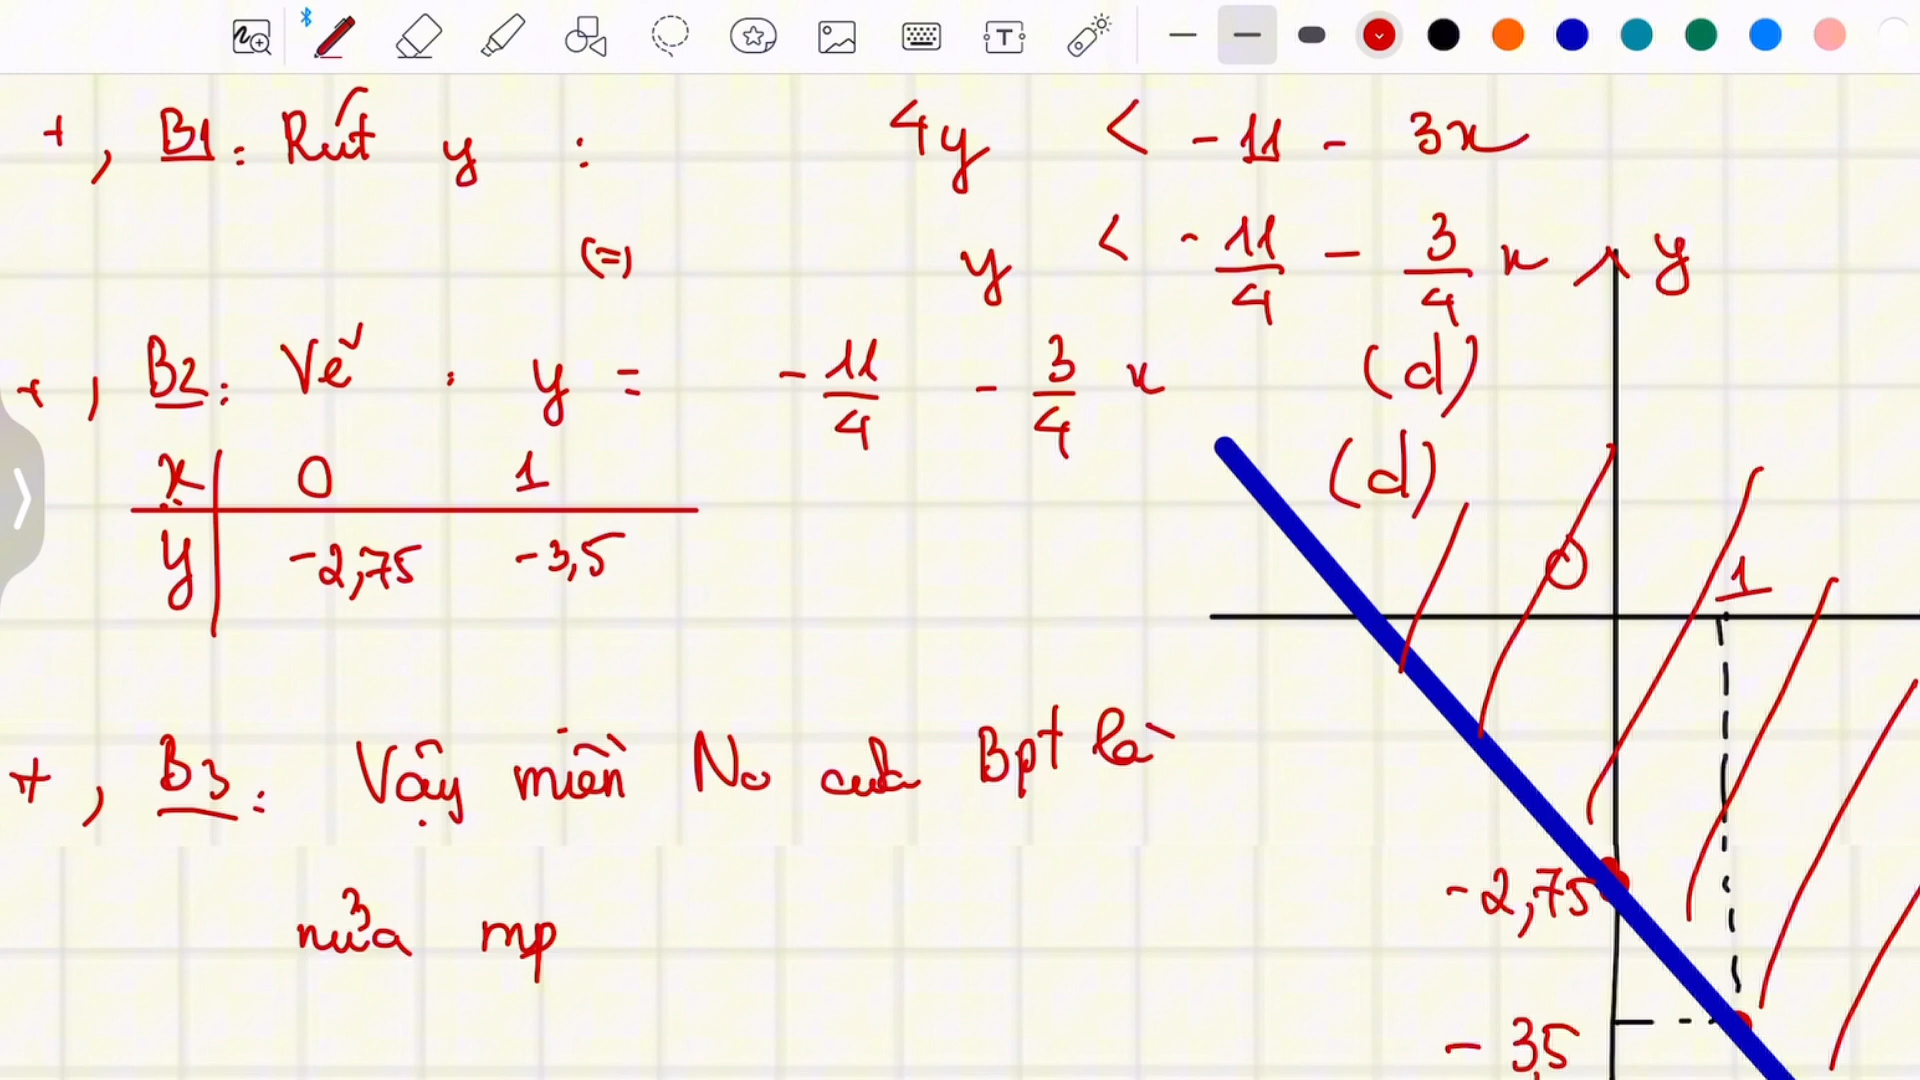 +, B1: Rút y : 4y < -11 - 3x
(=) y < -11/4 - 3/4 x
+, B2: Vẽ : y = -11/4 - 3/4 x (d)
x 0 1
y -2,75 -3,5
+, B3: Vậy miền No của Bpt là
nửa mp
y
(d)
O
1
-2,75
-3,5